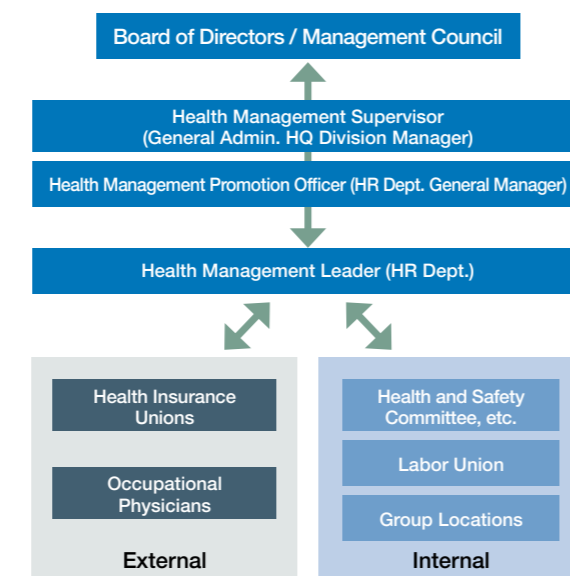 Board of Directors / Management Council
Health Management Supervisor
(General Admin. HQ Division Manager)
Health Management Promotion Officer (HR Dept. General Manager)
Health Management Leader (HR Dept.)
Health Insurance
Unions
Occupational
Physicians
External
Health and Safety
Committee, etc.
Labor Union
Group Locations
Internal